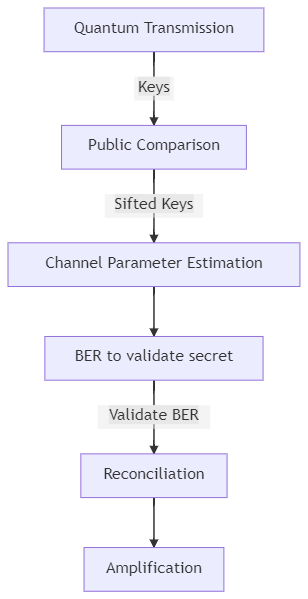 Quantum Transmission
Keys
Public Comparison
Sifted Keys
Channel Parameter Estimation
BER to validate secret
Validate BER
Reconciliation
Amplification